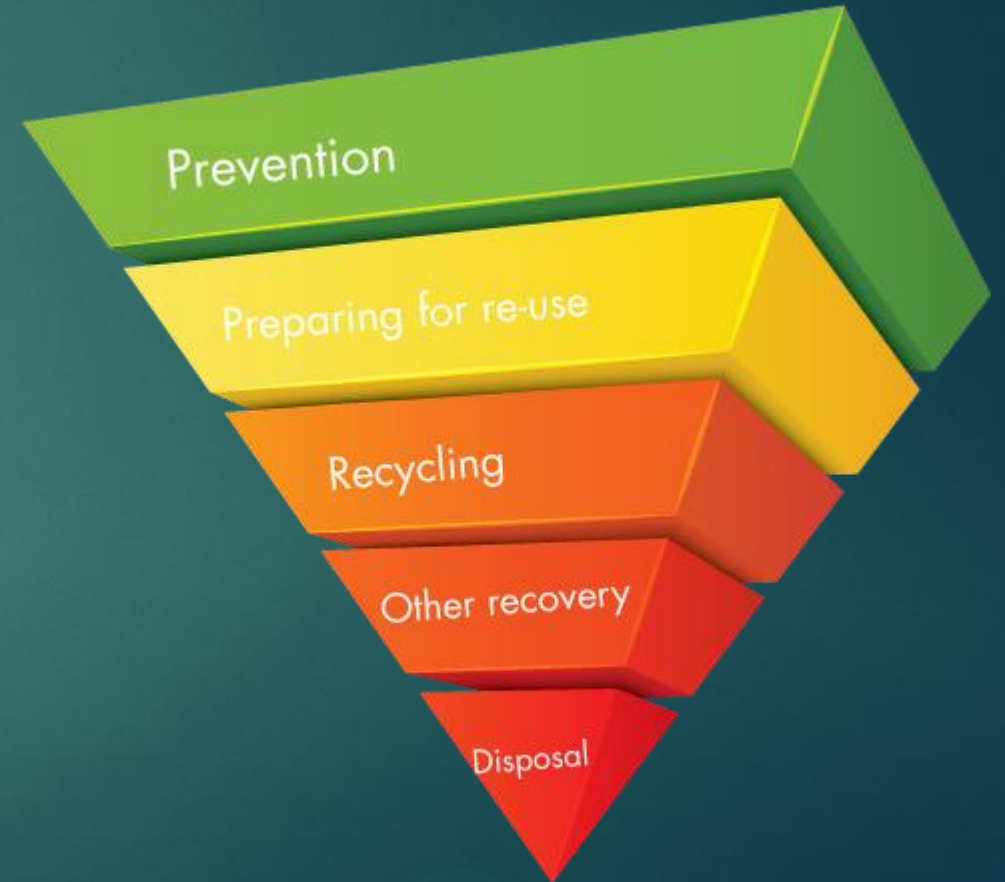 Prevention
Preparing for re-use
Recycling
Other recovery
Disposal